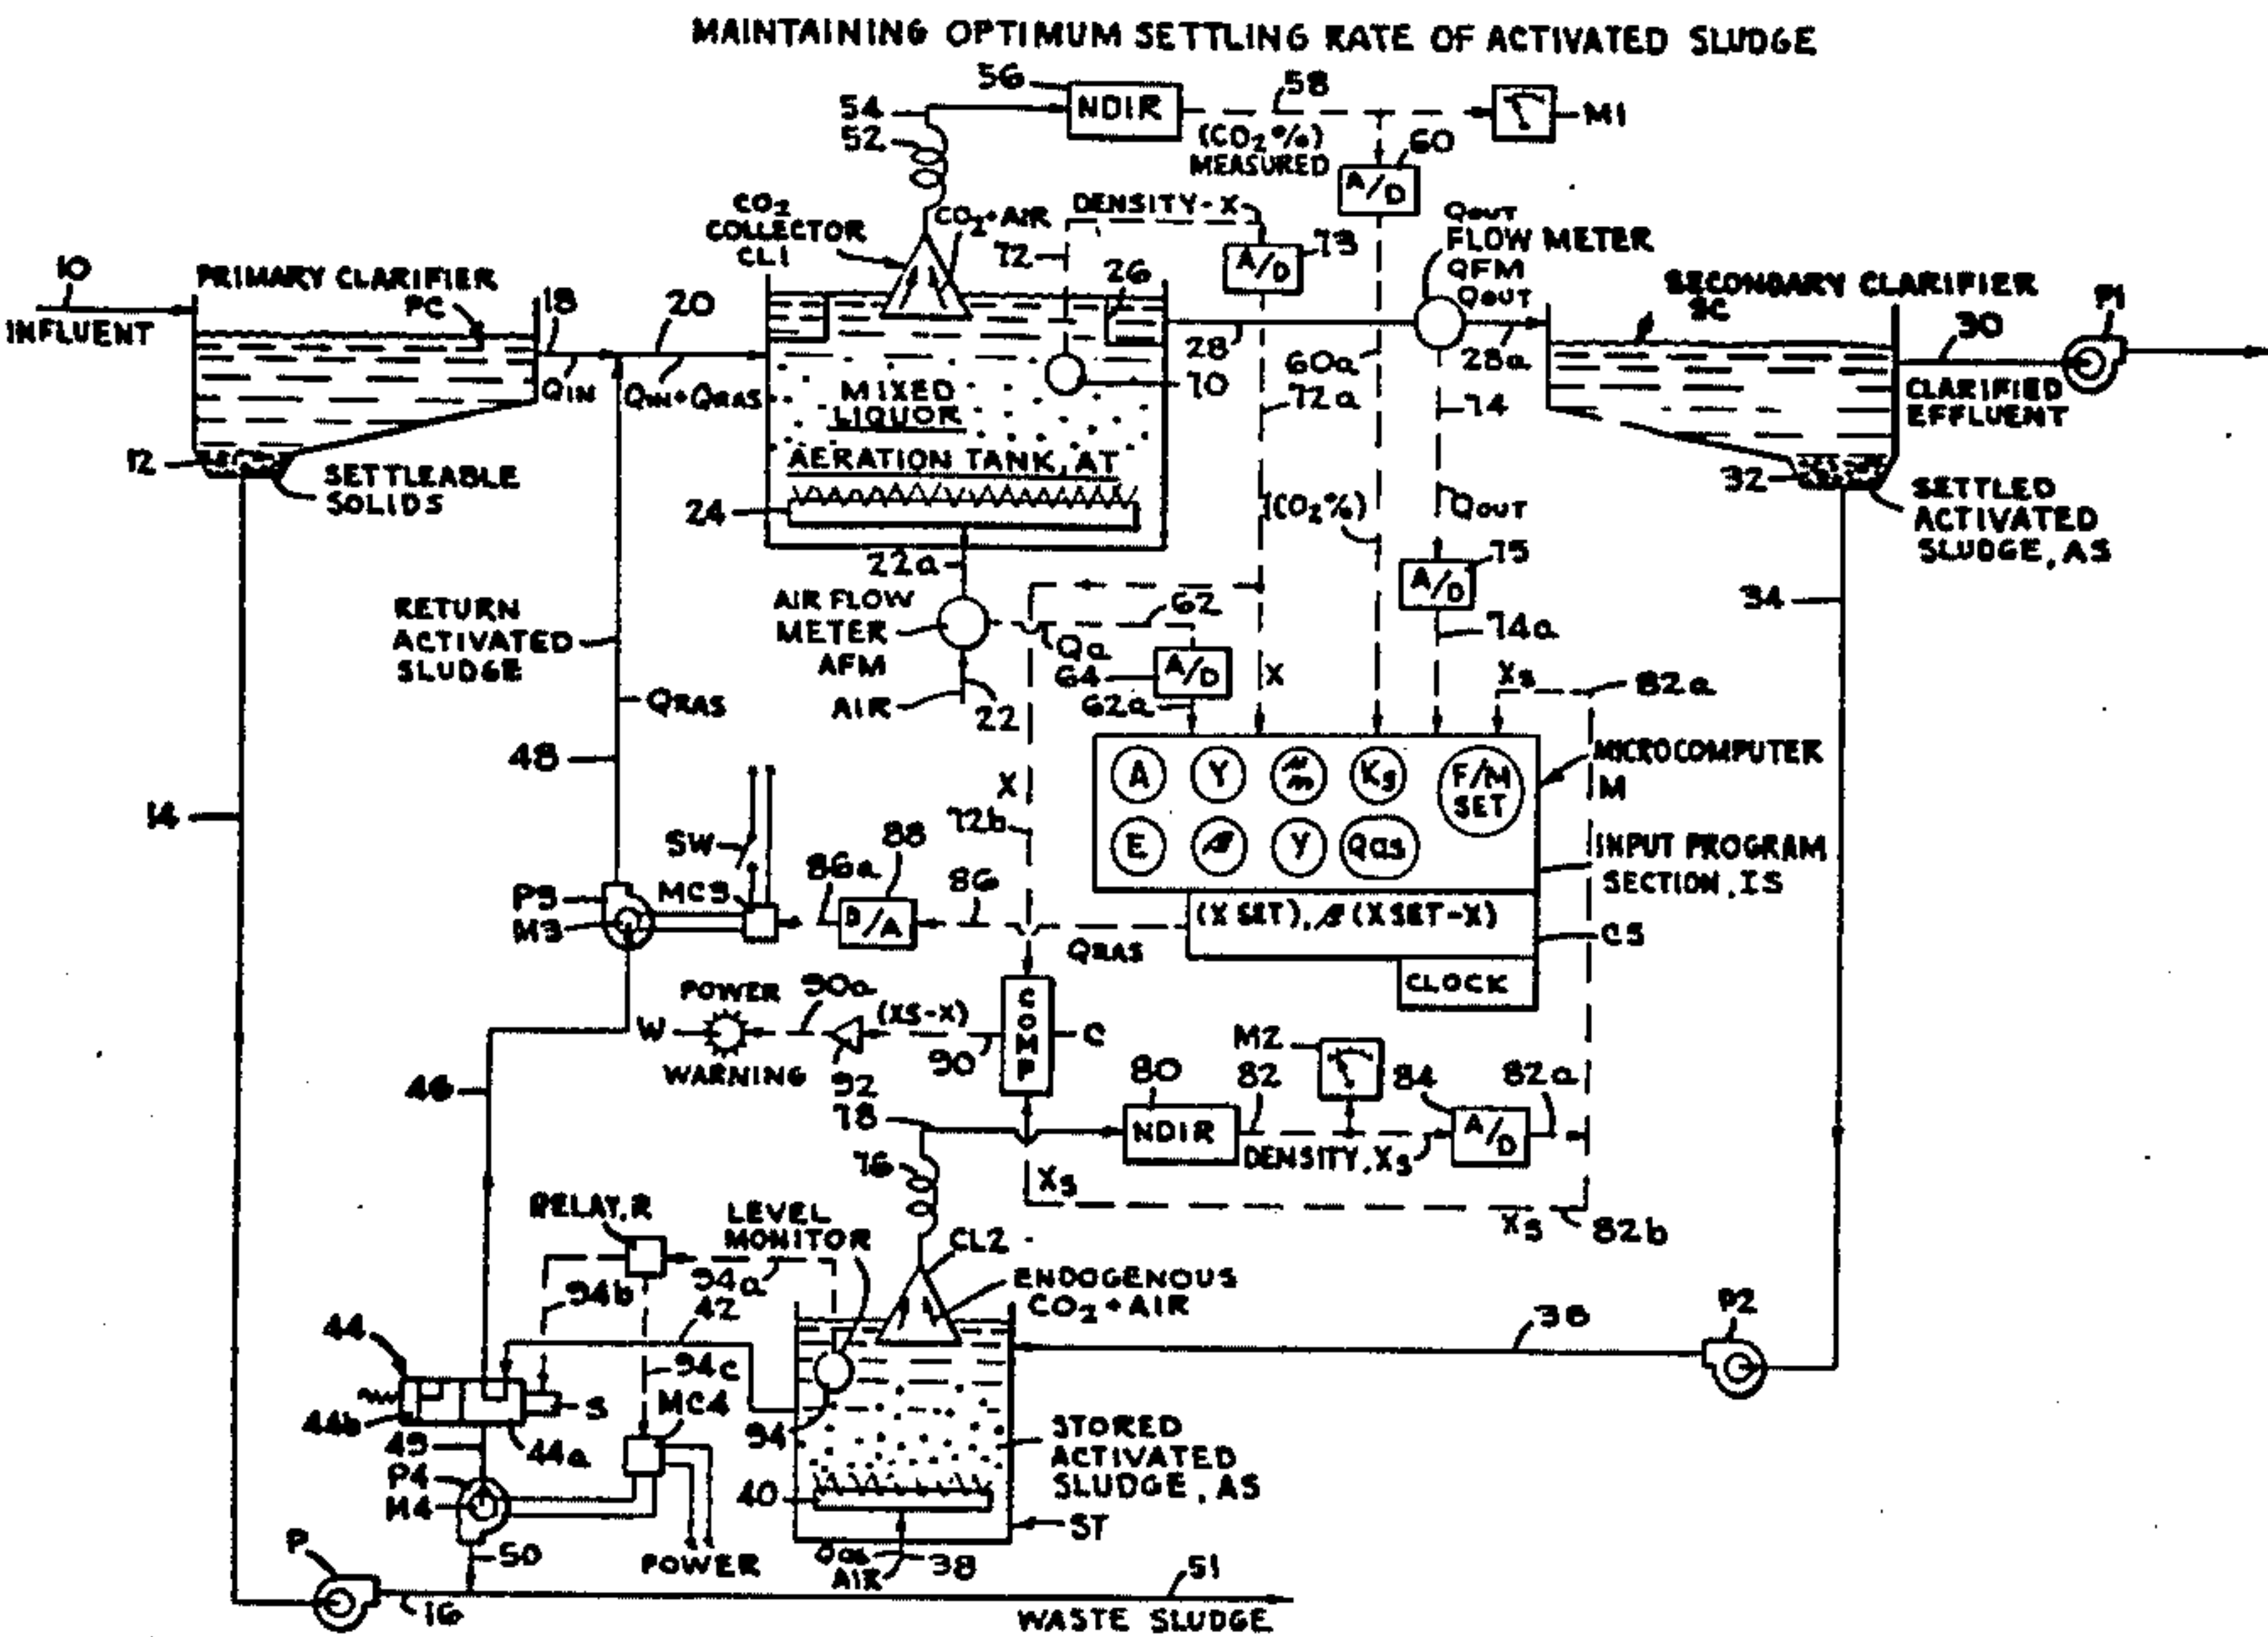 MAINTAINING OPTIMUM SETTLING RATE OF ACTIVATED SLUDGE
56
NDIR
58
M1
54
52
(CO2 %)
MEASURED
60
A/D
CO2
COLLECTOR
CL1
CO2 + AIR
DENSITY - X
72
A/D
73
26
QOUT
FLOW METER
QFM
QOUT
10
INFLUENT
PRIMARY CLARIFIER
PC
18
20
QIN
QIN + QRAS
28
60a
28a
SECONDARY CLARIFIER
SC
P1
30
CLARIFIED
EFFLUENT
MIXED
LIQUOR
70
72a
74
AERATION TANK, AT
12
SETTLEABLE
SOLIDS
24
(CO2 %)
QOUT
32
SETTLED
ACTIVATED
SLUDGE, AS
22a
A/D
75
RETURN
ACTIVATED
SLUDGE
AIR FLOW
METER
AFM
62
Qa
64
A/D
62a
X
74a
34
XS
82a
QRAS
AIR
22
48
MICROCOMPUTER
M
A
Y
Ks
F/M
SET
X
72b
14
SW
88
86a
86
E
Y
Qas
INPUT PROGRAM
SECTION, IS
P3
M3
MC3
D/A
QRAS
(X SET), (X SET-X)
CS
CLOCK
POWER
90a
(XS-X)
W
WARNING
92
90
COMP
C
M2
80
82
84
82a
46
78
NDIR
DENSITY, XS
A/D
76
XS
XS
82b
RELAY, R
LEVEL
MONITOR
CL2
94a
94b
42
ENDOGENOUS
CO2 + AIR
P2
36
44
94c
MC4
S
44b
44a
49
94
STORED
ACTIVATED
SLUDGE, AS
P4
M4
40
ST
P
50
POWER
Qas
AIR
38
51
16
WASTE SLUDGE